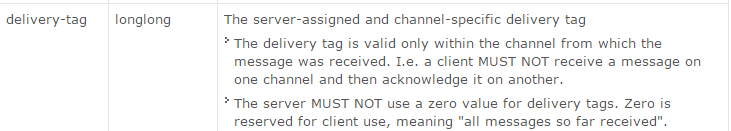 delivery-tag longlong The server-assigned and channel-specific delivery tag
The delivery tag is valid only within the channel from which the
message was received. I.e. a client MUST NOT receive a message on
one channel and then acknowledge it on another.
The server MUST NOT use a zero value for delivery tags. Zero is
reserved for client use, meaning "all messages so far received".